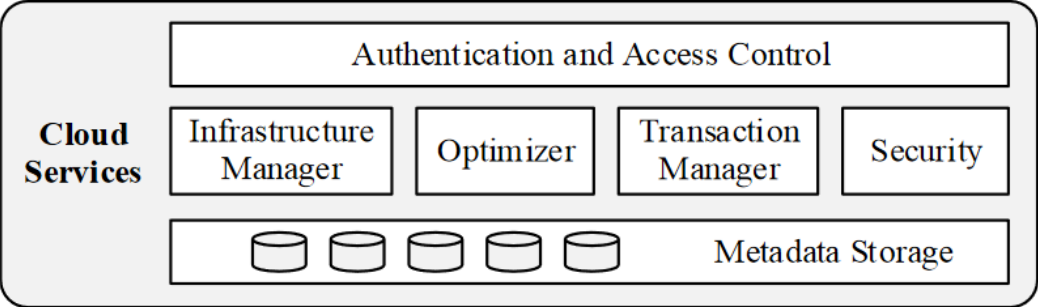 Authentication and Access Control
Cloud
Services
Infrastructure
Manager
Optimizer
Transaction
Manager
Security
Metadata Storage